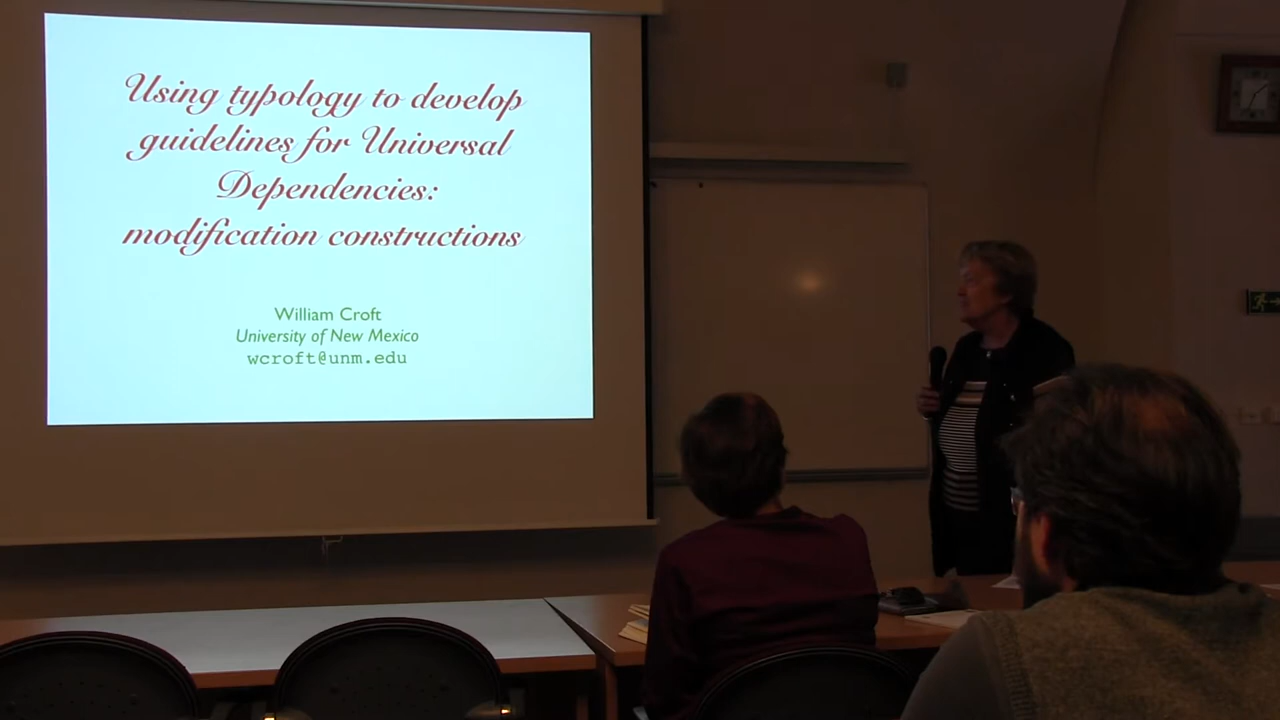 Using typology to develop
guidelines for Universal
Dependencies:
modification constructions
William Croft
University of New Mexico
wcroft@unm.edu